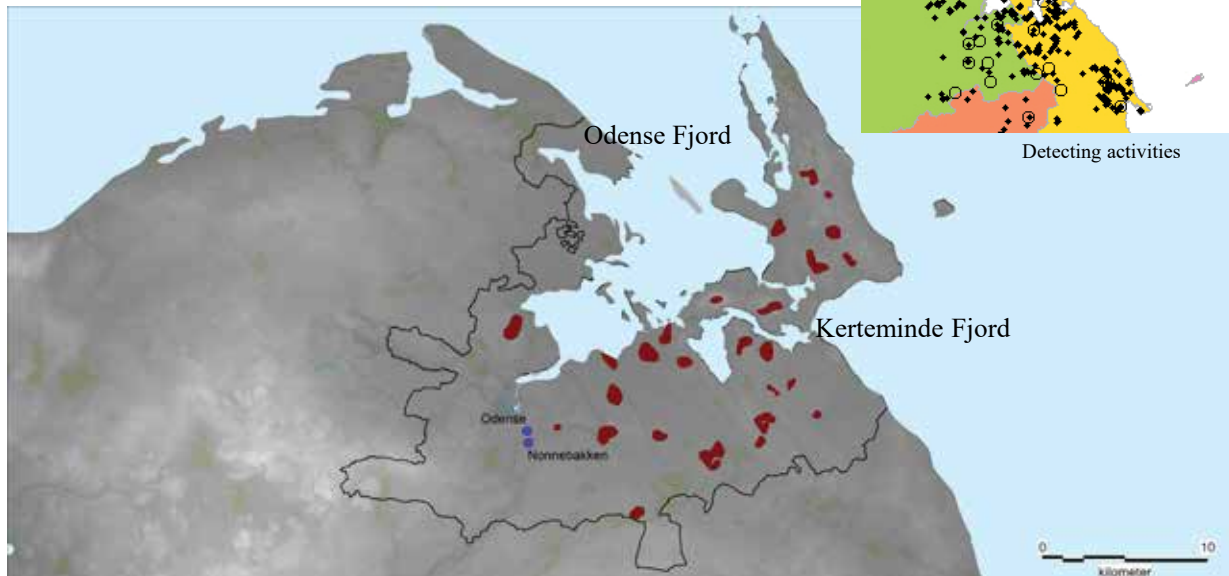 Detecting activities
Odense Fjord
Kerteminde Fjord
Odense
Nonnebakken
0 10
kilometer